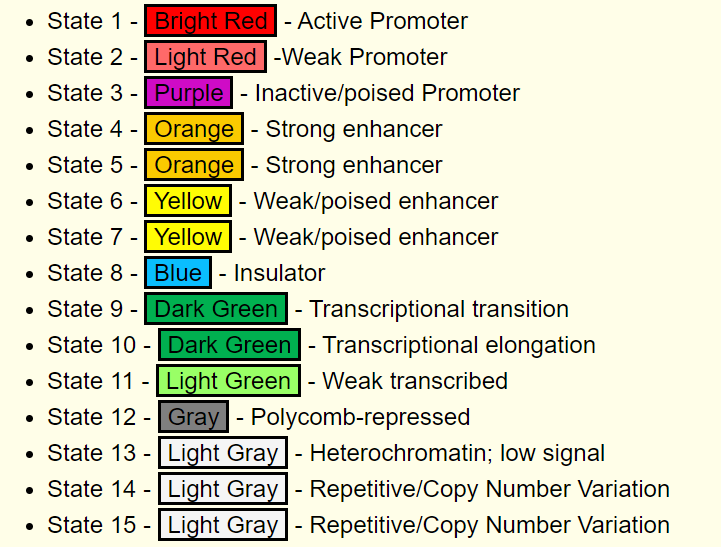 State 1 - Bright Red - Active Promoter
State 2 - Light Red -Weak Promoter
State 3 - Purple - Inactive/poised Promoter
State 4 - Orange - Strong enhancer
State 5 - Orange - Strong enhancer
State 6 - Yellow - Weak/poised enhancer
State 7 - Yellow - Weak/poised enhancer
State 8 - Blue - Insulator
State 9 - Dark Green - Transcriptional transition
State 10 - Dark Green - Transcriptional elongation
State 11 - Light Green - Weak transcribed
State 12 - Gray - Polycomb-repressed
State 13 - Light Gray - Heterochromatin; low signal
State 14 - Light Gray - Repetitive/Copy Number Variation
State 15 - Light Gray - Repetitive/Copy Number Variation